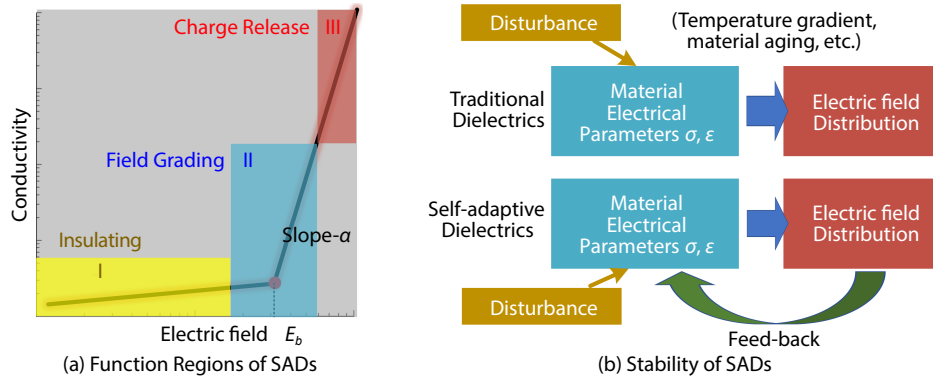 Charge Release III
Field Grading II
Conductivity
Slope-α
Insulating
I
Electric field E_b
(a) Function Regions of SADs
Disturbance
(Temperature gradient,
material aging, etc.)
Traditional
Dielectrics
Material
Electrical
Parameters σ, ε
Electric field
Distribution
Self-adaptive
Dielectrics
Material
Electrical
Parameters σ, ε
Electric field
Distribution
Disturbance
Feed-back
(b) Stability of SADs